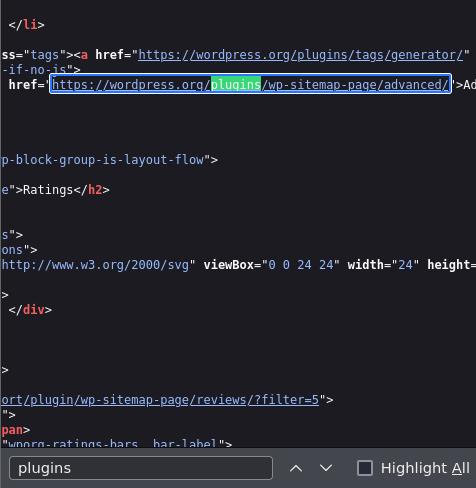 </li>
ss="tags"><a href="https://wordpress.org/plugins/tags/generator/"
-if-no-is">
href="https://wordpress.org/plugins/wp-sitemap-page/advanced/">Ad
p-block-group-is-layout-flow">
e">Ratings</h2>
s">
ons">
http://www.w3.org/2000/svg" viewBox="0 0 24 24" width="24" height=
>
</div>
>
ort/plugin/wp-sitemap-page/reviews/?filter=5">
">
pan>
"wporg-ratings-bars__bar-label">
plugins
Highlight All